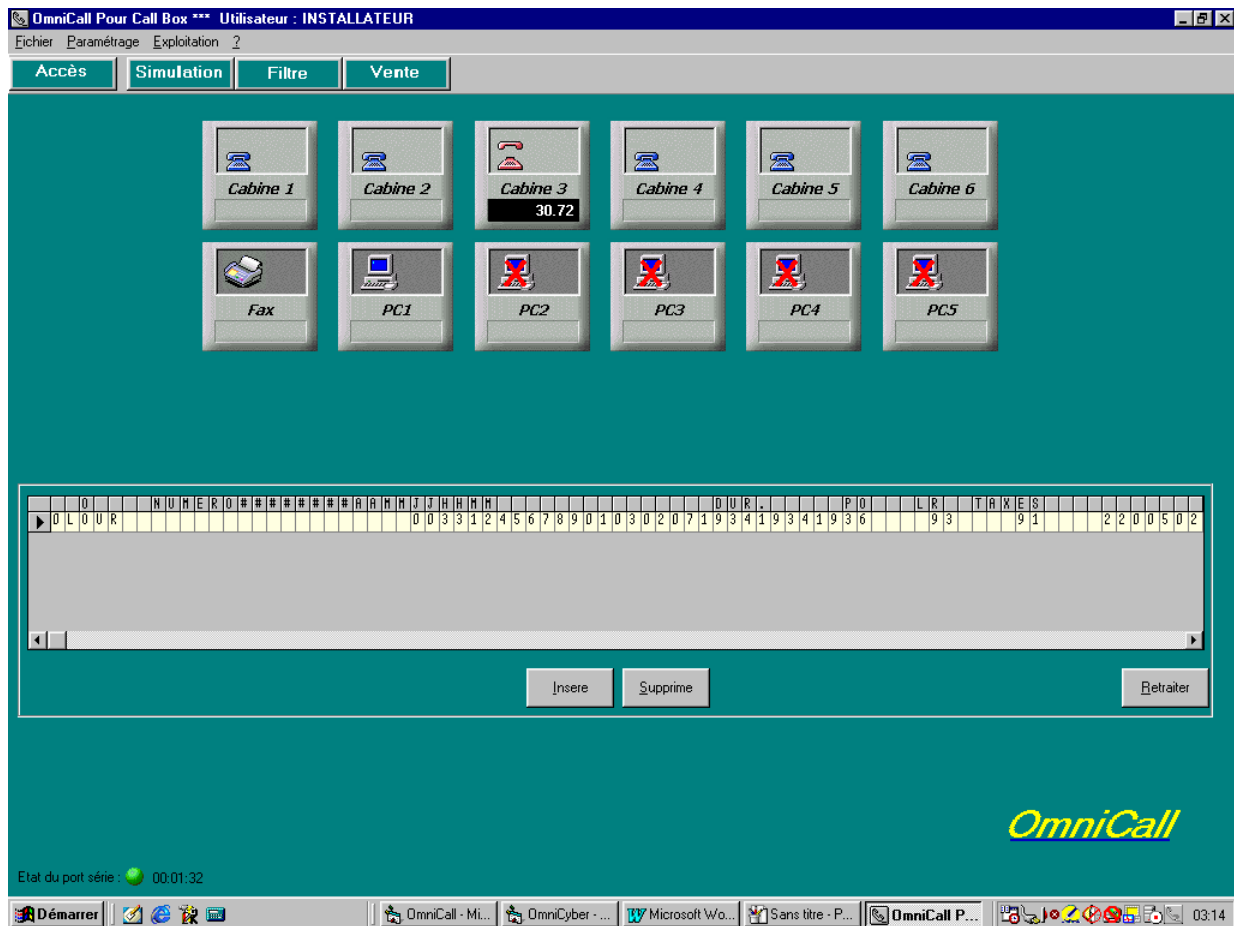 OmniCall Pour Call Box *** Utilisateur : INSTALLATEUR
Fichier Paramétrage Exploitation ?
Accès Simulation Filtre Vente
Cabine 1 Cabine 2 Cabine 3 Cabine 4 Cabine 5 Cabine 6
30.72
Fax PC1 PC2 PC3 PC4 PC5
O NUMERO########AAMMJJHHMM DUR. PO LR TAXES
OLOUR 0033124567890103020719341934 1936 93 91 2200502
Insere Supprime Retraiter
OmniCall
Etat du port série : 00:01:32
Démarrer OmniCall - Mi... OmniCyber - ... Microsoft Wo... Sans titre - P... OmniCall P... 03:14